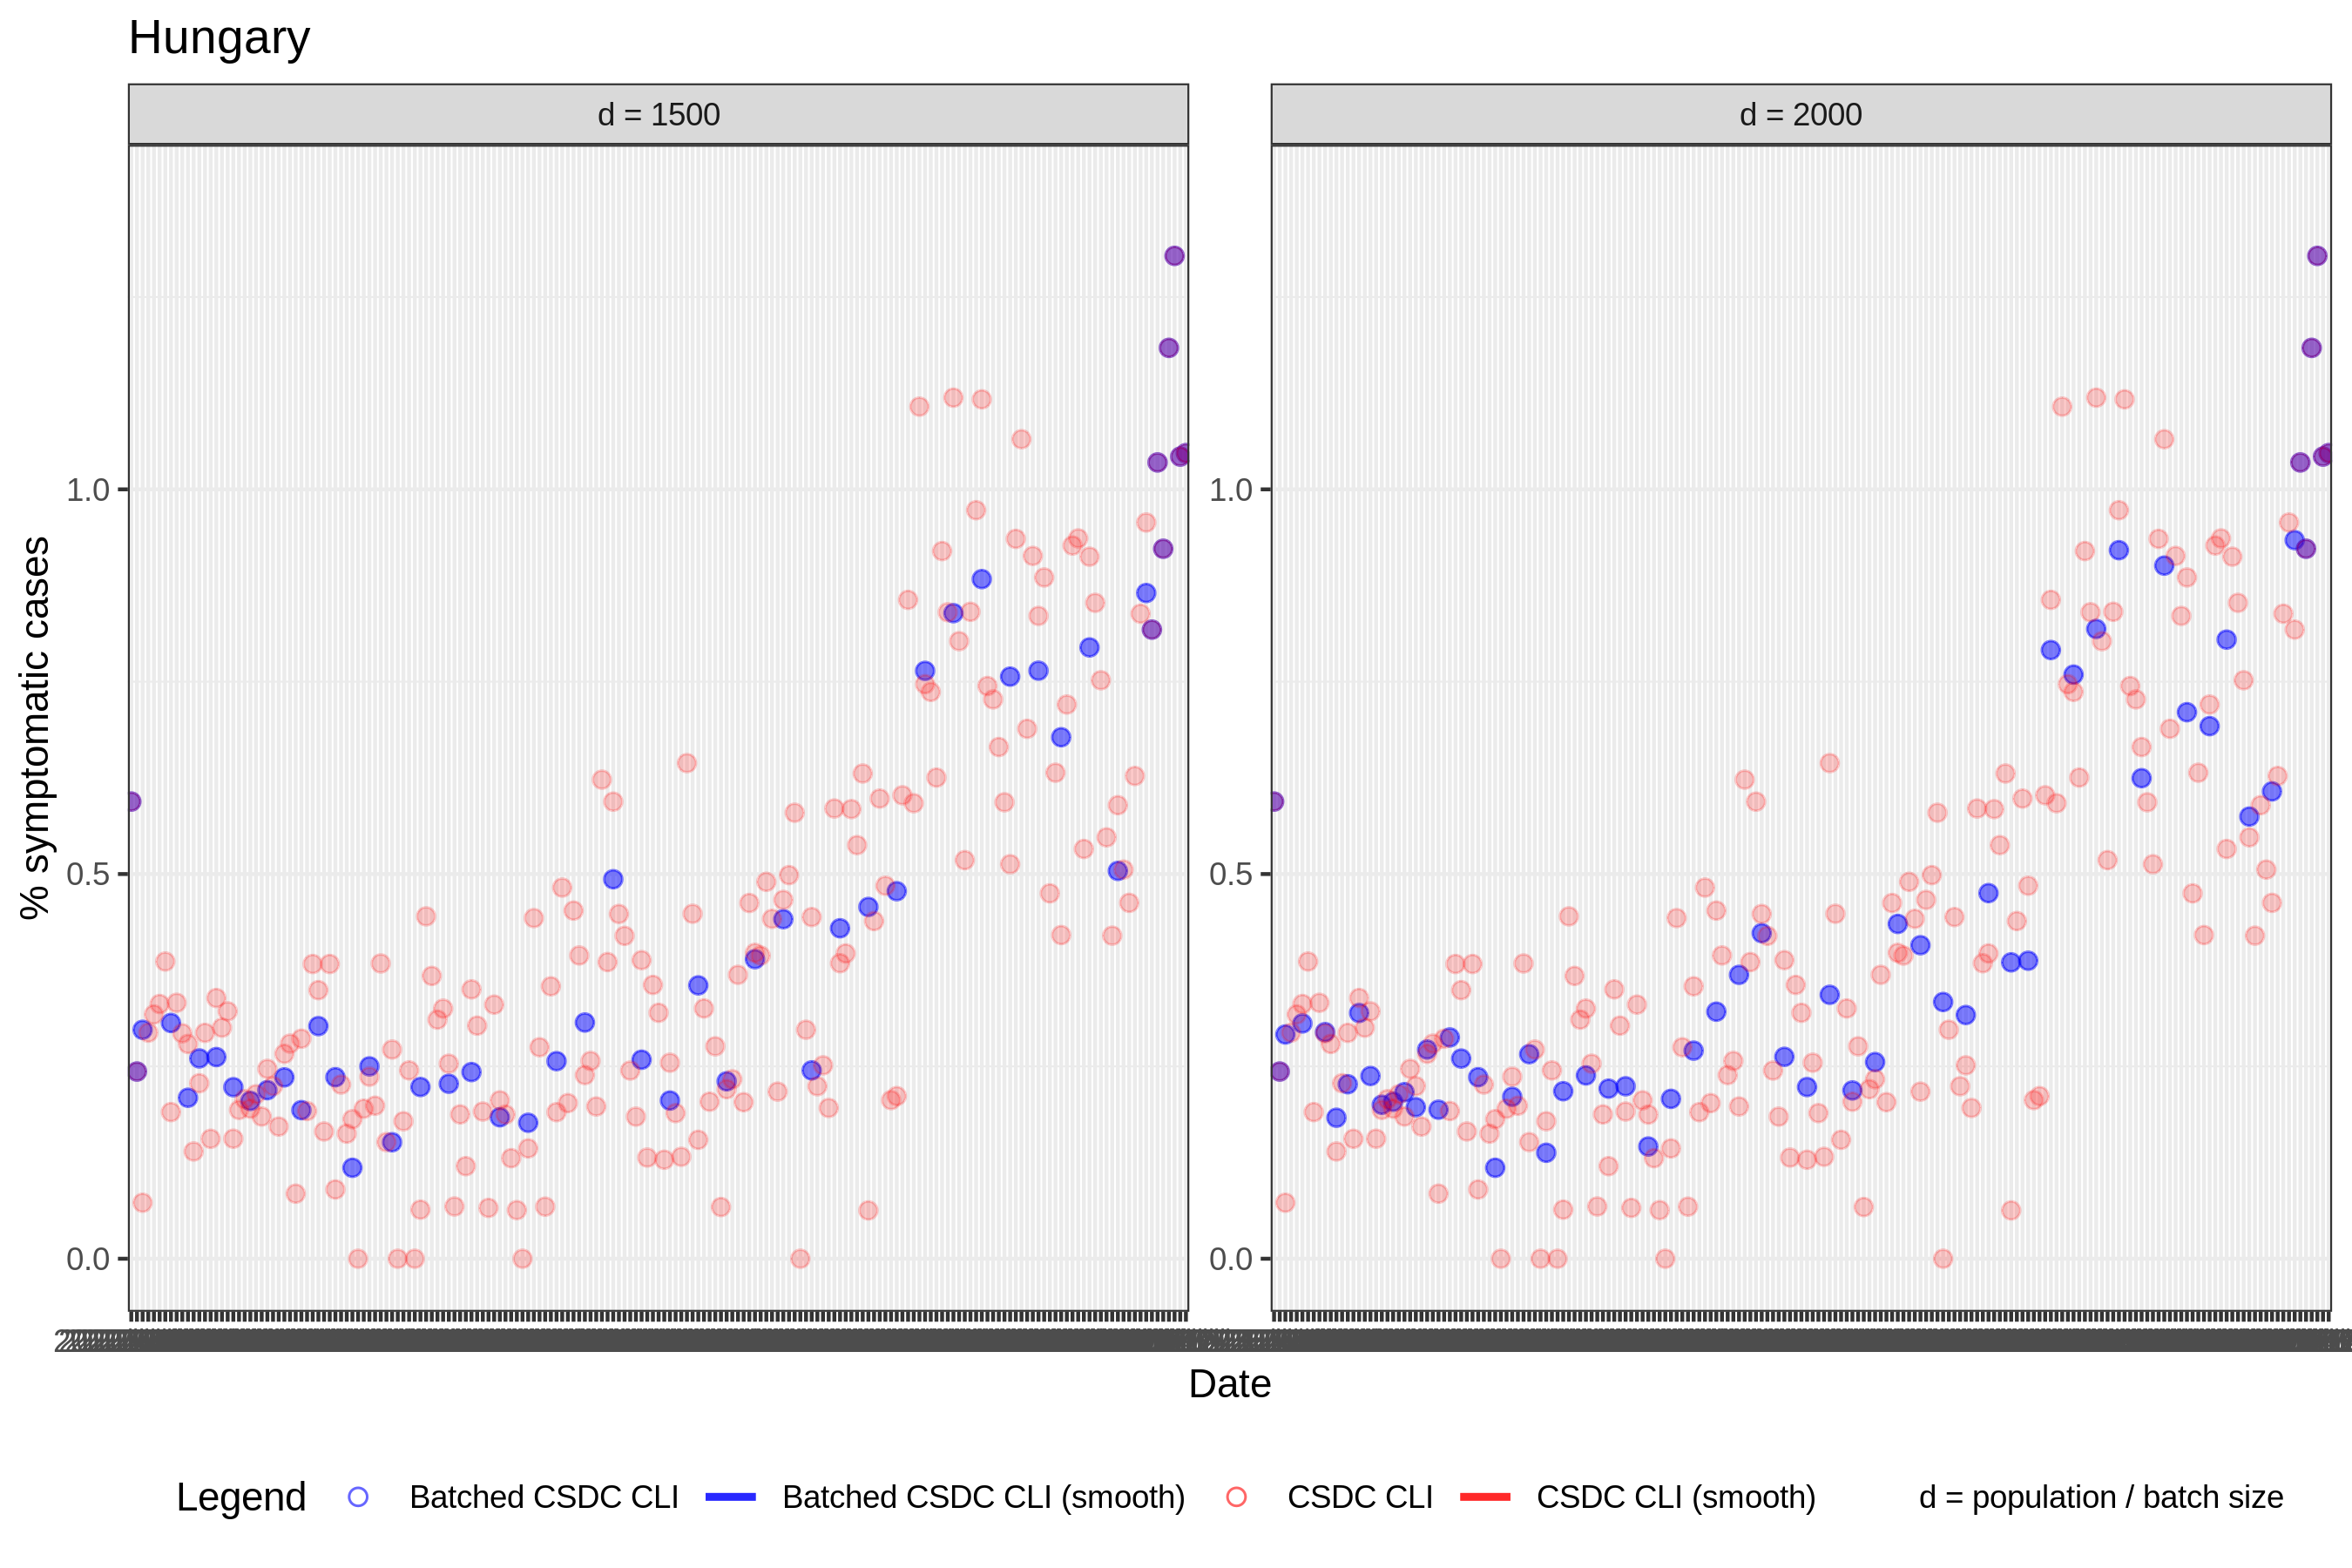 Hungary
d = 1500
d = 2000
% symptomatic cases
1.0
0.5
0.0
1.0
0.5
0.0
Date
Legend
Batched CSDC CLI
Batched CSDC CLI (smooth)
CSDC CLI
CSDC CLI (smooth)
d = population / batch size